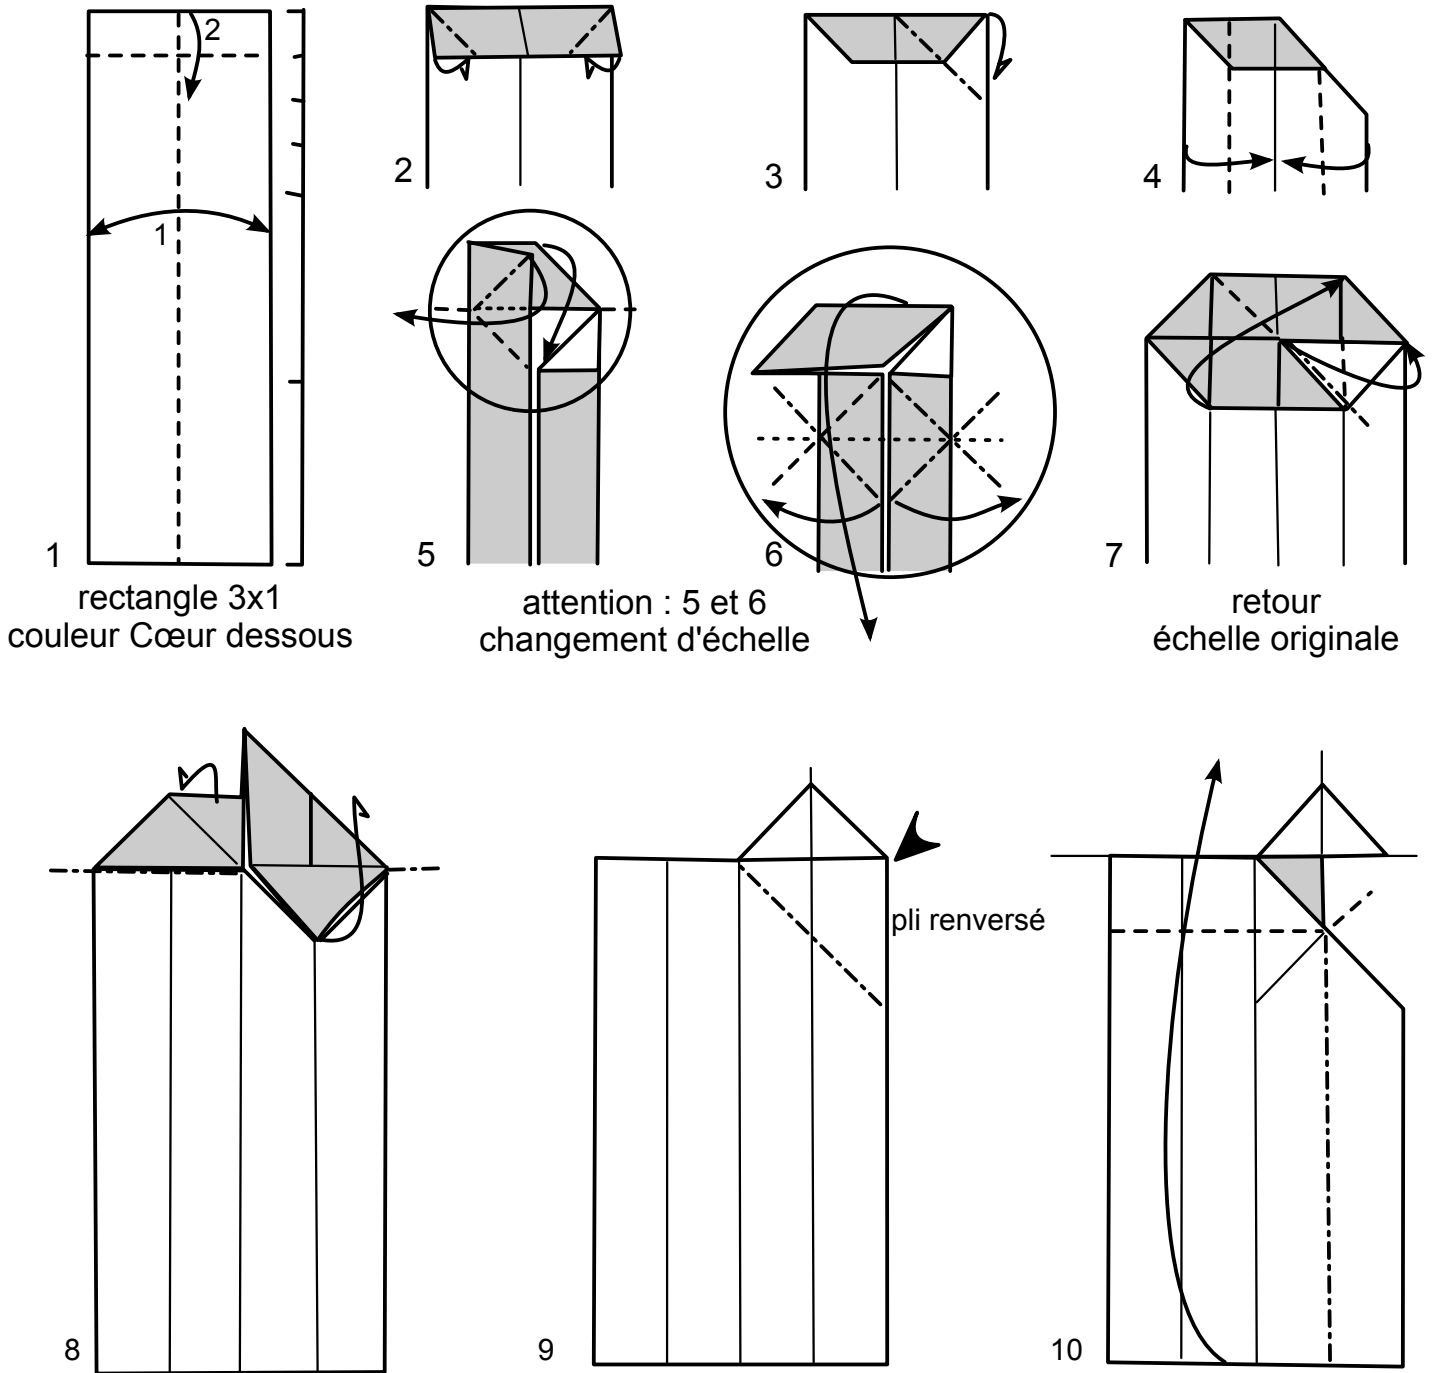 2
1
1
rectangle 3x1
couleur Cœur dessous
2
3
4
5
6
attention : 5 et 6
changement d'échelle
7
retour
échelle originale
8
9
pli renversé
10